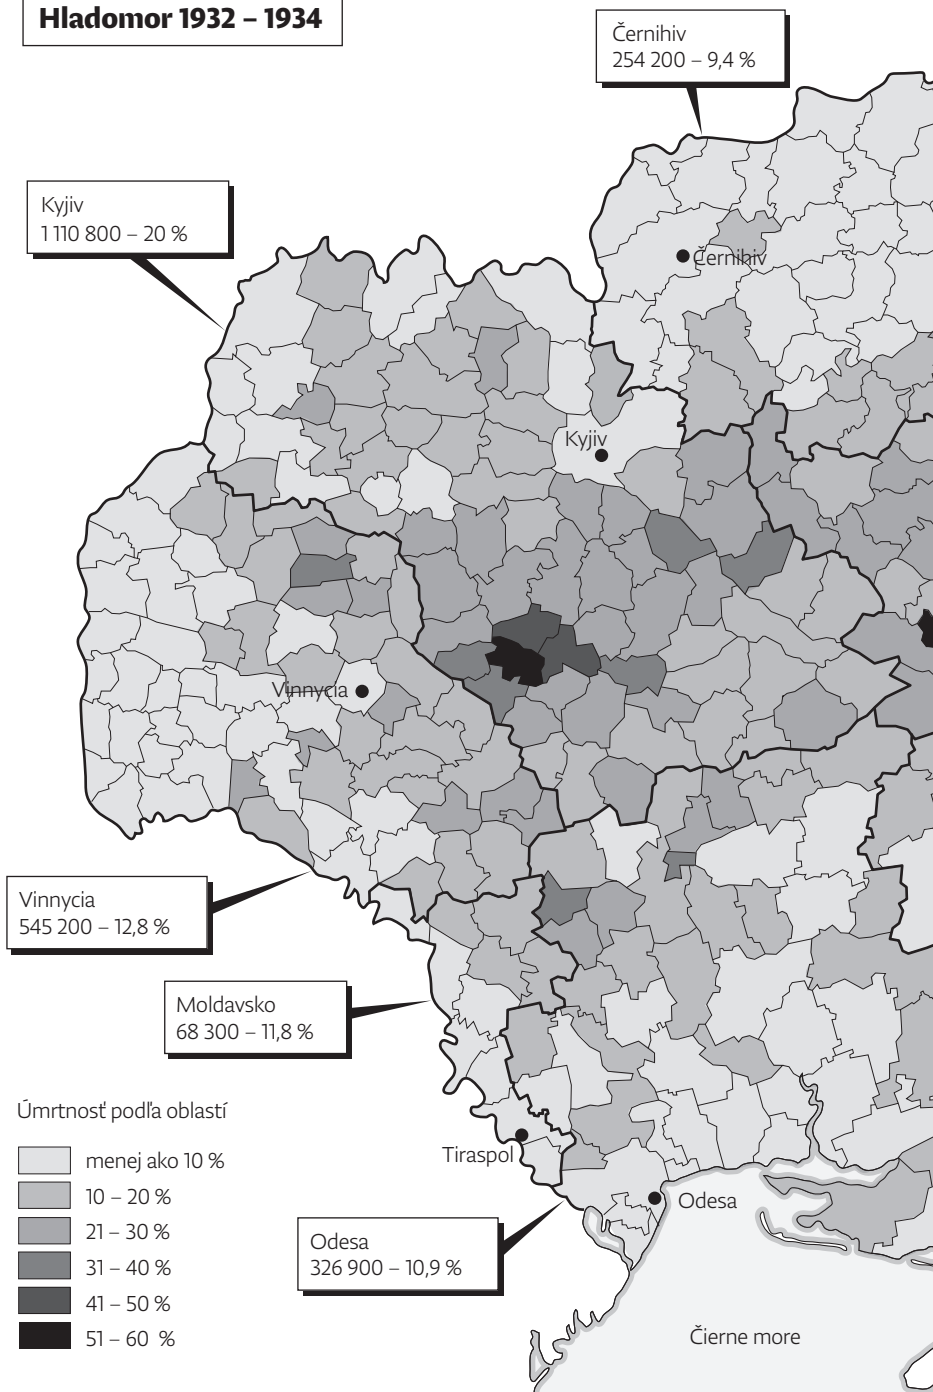 Hladomor 1932 – 1934
Černihiv
254 200 – 9,4 %
Kyjiv
1 110 800 – 20 %
Černihiv
Kyjiv
Vinnycia
Vinnycia
545 200 – 12,8 %
Moldavsko
68 300 – 11,8 %
Úmrtnosť podľa oblastí
menej ako 10 %
10 – 20 %
21 – 30 %
31 – 40 %
41 – 50 %
51 – 60 %
Tiraspol
Odesa
Odesa
326 900 – 10,9 %
Čierne more